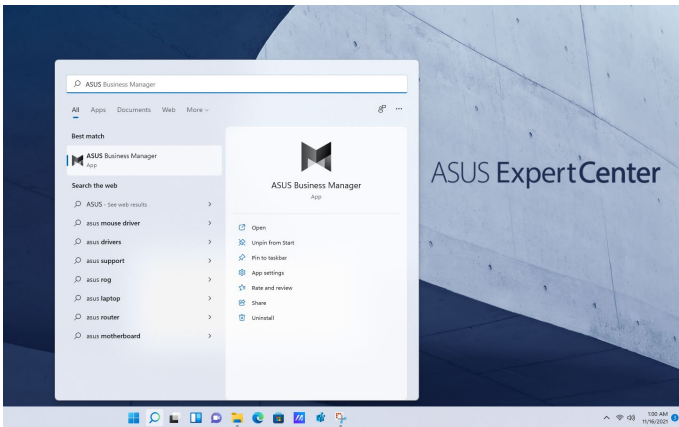 ASUS Business Manager
All Apps Documents Web More
Best match
ASUS Business Manager
App
Search the web
ASUS - See web results
asus mouse driver
asus drivers
asus support
asus rog
asus laptop
asus router
asus motherboard
ASUS Business Manager
App
Open
Unpin from Start
Pin to taskbar
App settings
Rate and review
Share
Uninstall
ASUS ExpertCenter
1:00 AM
11/16/2021
3